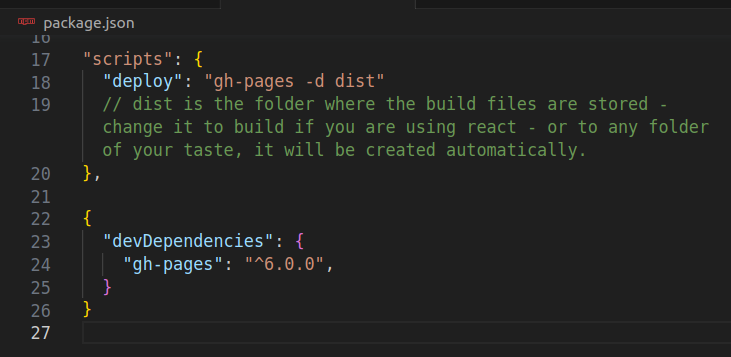 package.json
16
17 "scripts": {
18 "deploy": "gh-pages -d dist"
19 // dist is the folder where the build files are stored -
change it to build if you are using react - or to any folder
of your taste, it will be created automatically.
20 },
21
22 {
23 "devDependencies": {
24 "gh-pages": "^6.0.0",
25 }
26 }
27